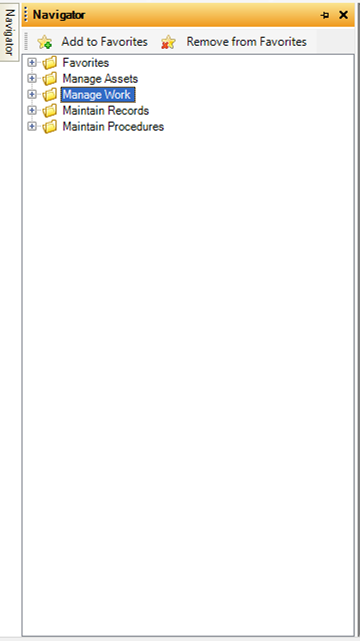 Navigator
Navigator
Add to Favorites Remove from Favorites
Favorites
Manage Assets
Manage Work
Maintain Records
Maintain Procedures